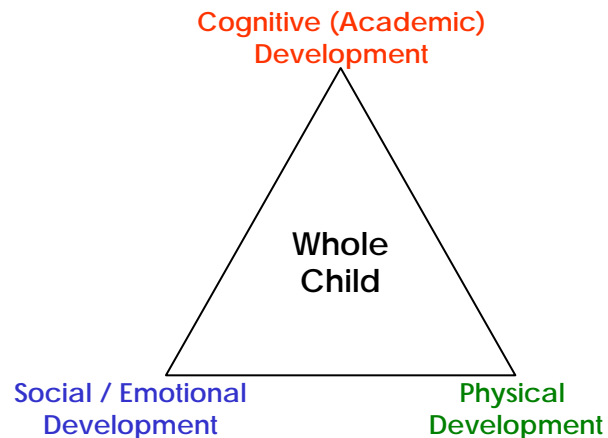 Cognitive (Academic)
Development
Whole
Child
Social / Emotional
Development
Physical
Development